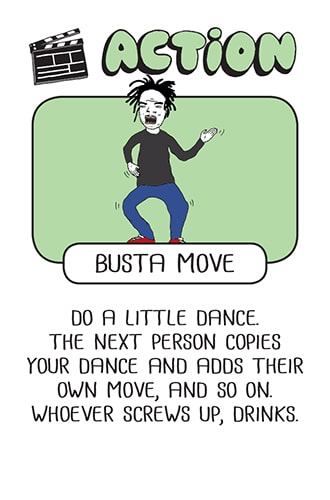 ACTION
BUSTA MOVE
DO A LITTLE DANCE.
THE NEXT PERSON COPIES
YOUR DANCE AND ADDS THEIR
OWN MOVE, AND SO ON.
WHOEVER SCREWS UP, DRINKS.